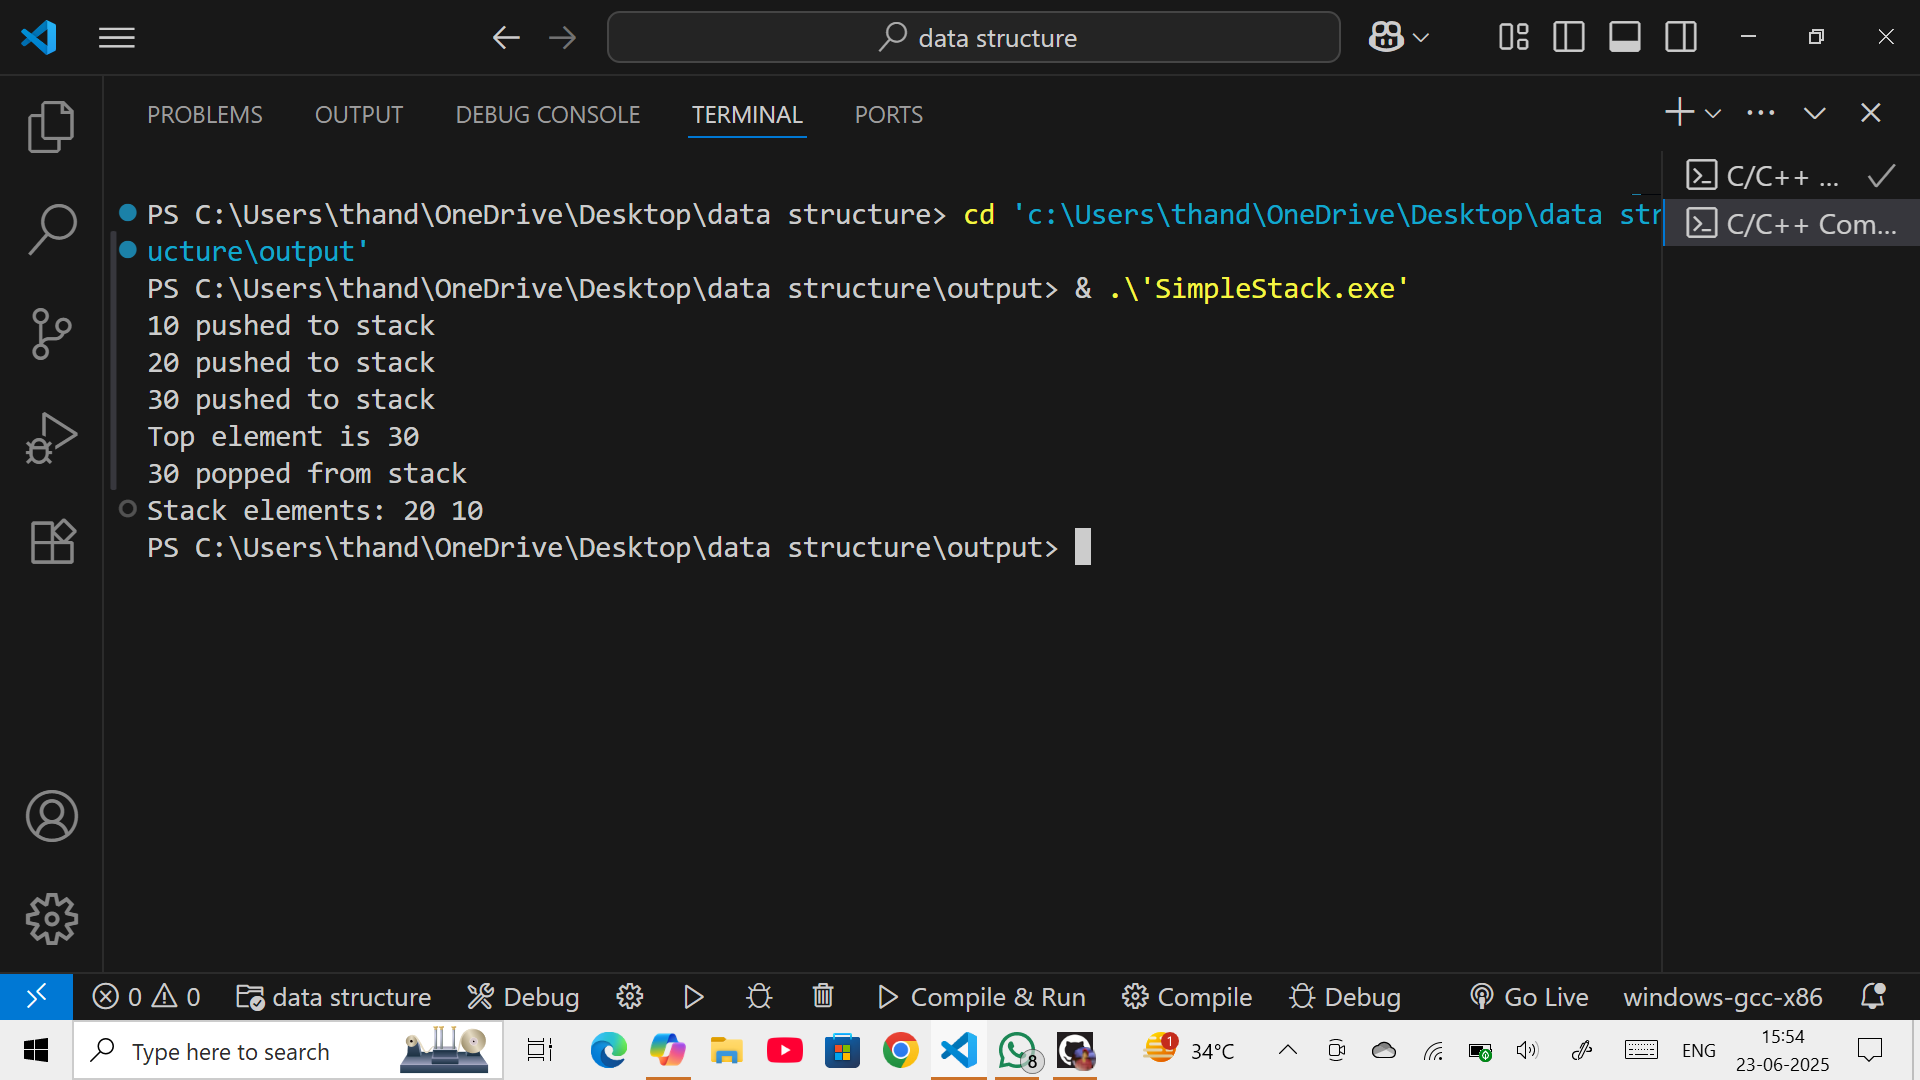 data structure
PROBLEMS OUTPUT DEBUG CONSOLE TERMINAL PORTS
C/C++ ...
C/C++ Com...
PS C:\Users\thand\OneDrive\Desktop\data structure> cd 'c:\Users\thand\OneDrive\Desktop\data str
ucture\output'
PS C:\Users\thand\OneDrive\Desktop\data structure\output> & .\'SimpleStack.exe'
10 pushed to stack
20 pushed to stack
30 pushed to stack
Top element is 30
30 popped from stack
Stack elements: 20 10
PS C:\Users\thand\OneDrive\Desktop\data structure\output>
0 0 data structure Debug Compile & Run Compile Debug Go Live windows-gcc-x86
Type here to search 8 1 34°C ENG 15:54
23-06-2025